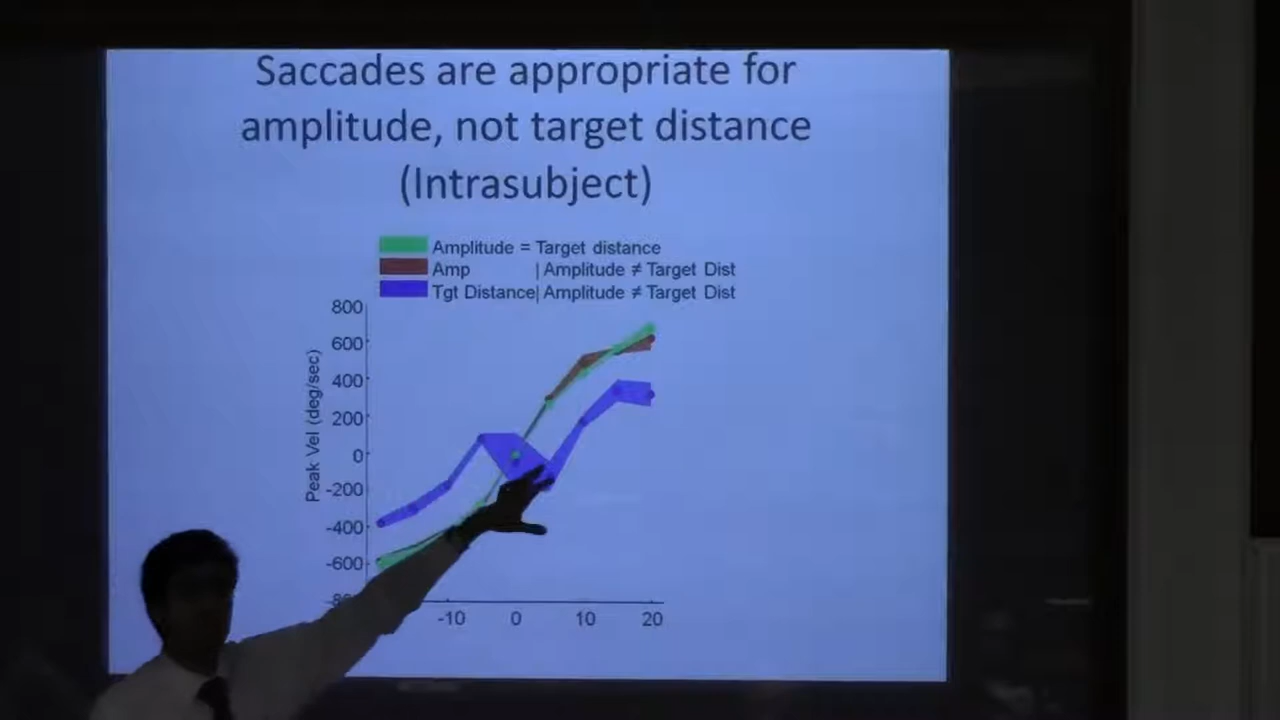 Saccades are appropriate for
amplitude, not target distance
(Intrasubject)
Amplitude = Target distance
Amp | Amplitude ≠ Target Dist
Tgt Distance| Amplitude ≠ Target Dist
Peak Vel (deg/sec)
800
600
400
200
0
-200
-400
-600
-10 0 10 20